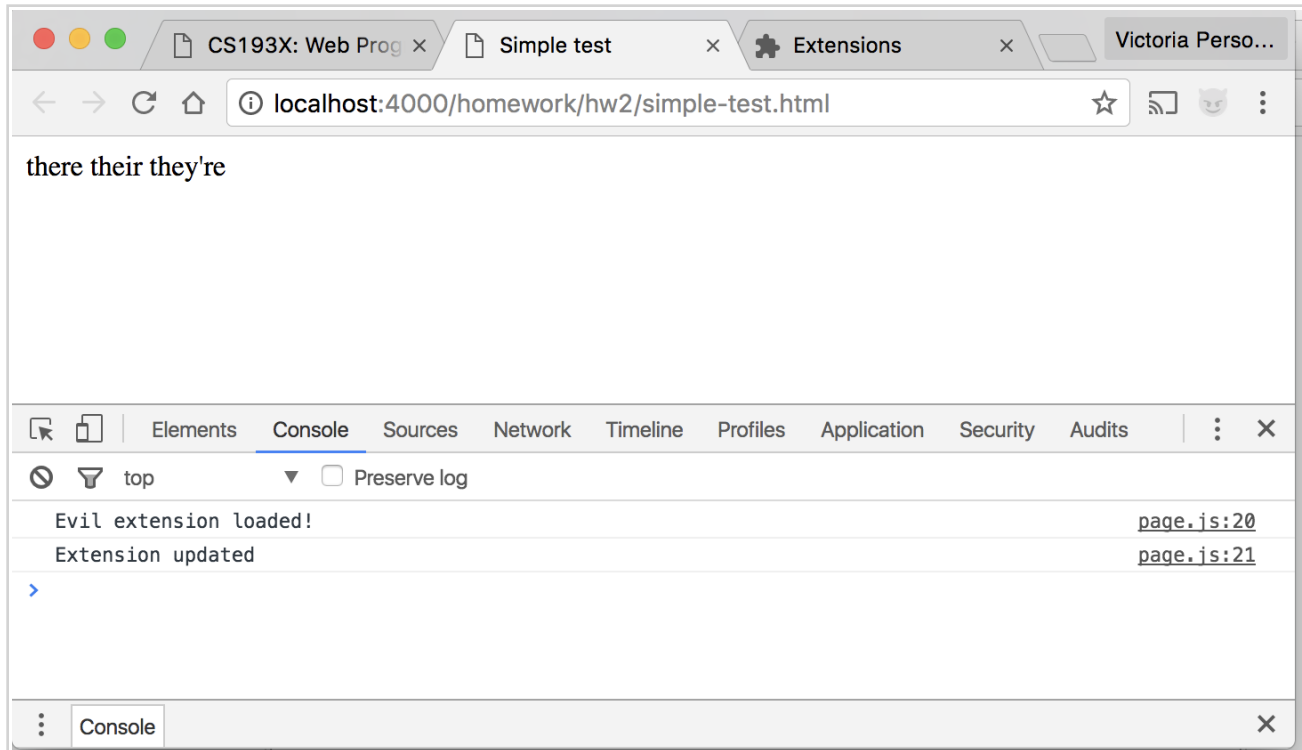 CS193X: Web Prog
Simple test
Extensions
Victoria Perso...
localhost:4000/homework/hw2/simple-test.html
there their they're
Elements Console Sources Network Timeline Profiles Application Security Audits
top Preserve log
Evil extension loaded! page.js:20
Extension updated page.js:21
Console